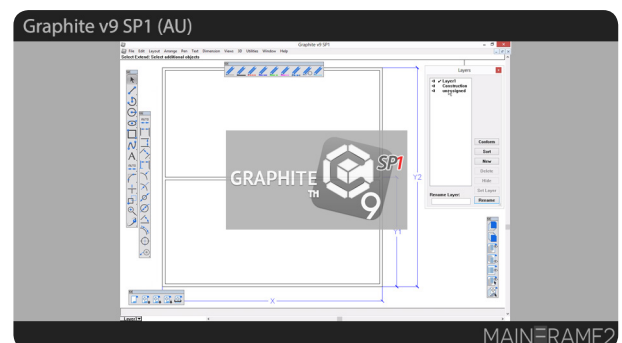 Graphite v9 SP1 (AU)
Graphite v9 SP1
File Edit Layout Arrange Pen Text Dimension Views 3D Utilities Window Help
Select Extend: Select additional objects
Layers
Layer1
Construction
unassigned
Conform
Sort
New
Delete
Hide
Set Layer
Rename Layer:
Rename
GRAPHITE
TM
SP1
9
Y2
Y1
X
A
Layer1
MAINFRAME2